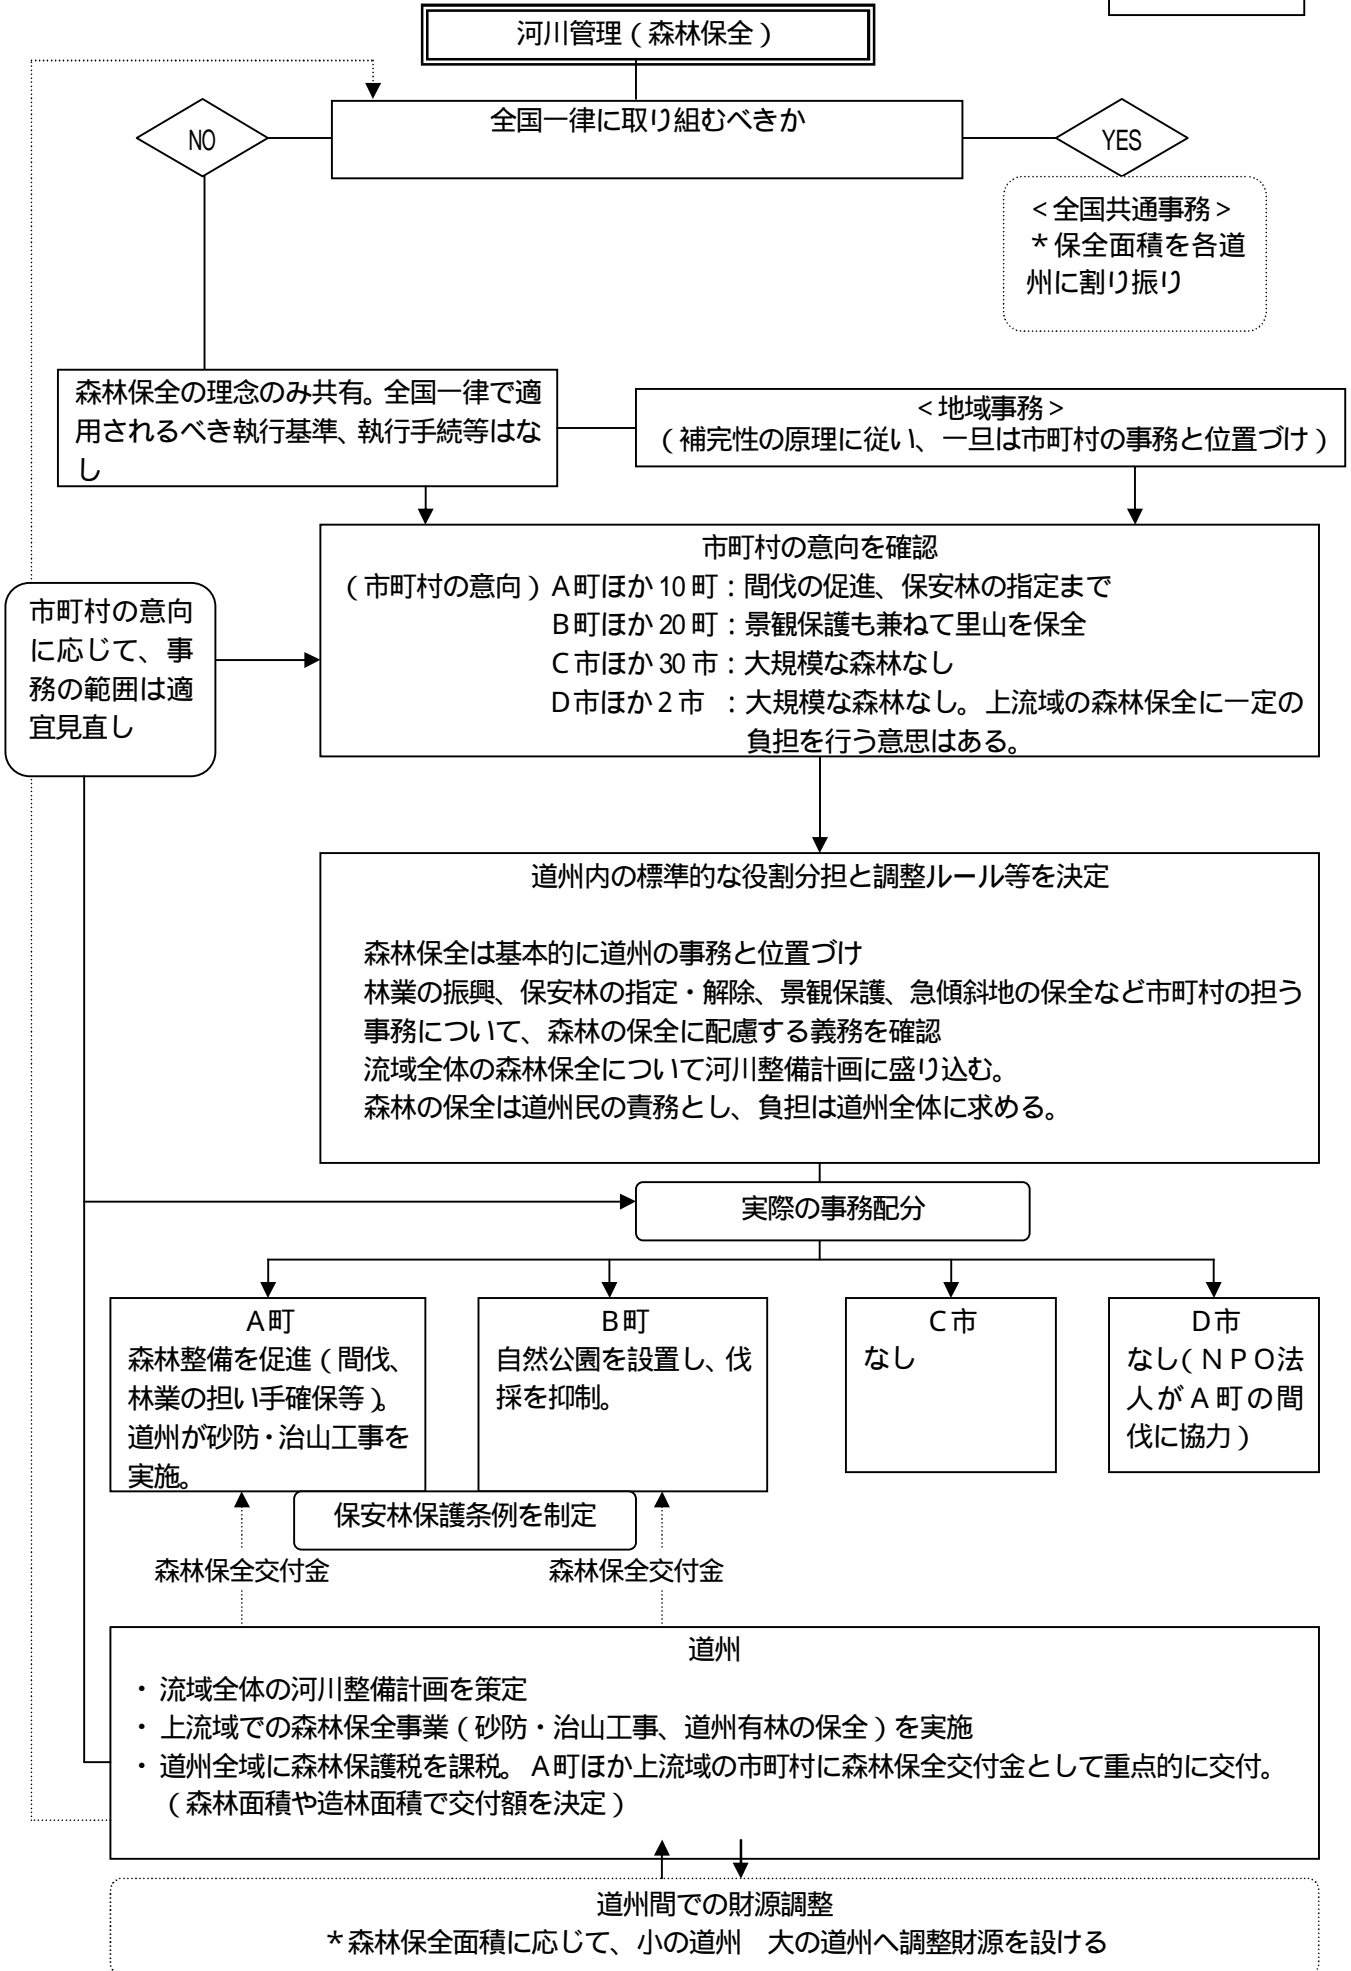 河川管理（森林保全）
全国一律に取り組むべきか
NO
YES
＜全国共通事務＞
＊保全面積を各道
州に割り振り
森林保全の理念のみ共有。全国一律で適
用されるべき執行基準、執行手続等はな
し
＜地域事務＞
（補完性の原理に従い、一旦は市町村の事務と位置づけ）
市町村の意向を確認
（市町村の意向）A町ほか10町：間伐の促進、保安林の指定まで
B町ほか20町：景観保護も兼ねて里山を保全
C市ほか30市：大規模な森林なし
D市ほか2市　：大規模な森林なし。上流域の森林保全に一定の
負担を行う意思はある。
市町村の意向
に応じて、事
務の範囲は適
宜見直し
道州内の標準的な役割分担と調整ルール等を決定
森林保全は基本的に道州の事務と位置づけ
林業の振興、保安林の指定・解除、景観保護、急傾斜地の保全など市町村の担う
事務について、森林の保全に配慮する義務を確認
流域全体の森林保全について河川整備計画に盛り込む。
森林の保全は道州民の責務とし、負担は道州全体に求める。
実際の事務配分
A町
森林整備を促進（間伐、
林業の担い手確保等）。
道州が砂防・治山工事を
実施。
B町
自然公園を設置し、伐
採を抑制。
C市
なし
D市
なし（ＮＰＯ法
人がA町の間
伐に協力）
保安林保護条例を制定
森林保全交付金
森林保全交付金
道州
・ 流域全体の河川整備計画を策定
・ 上流域での森林保全事業（砂防・治山工事、道州有林の保全）を実施
・ 道州全域に森林保護税を課税。A町ほか上流域の市町村に森林保全交付金として重点的に交付。
（森林面積や造林面積で交付額を決定）
道州間での財源調整
＊森林保全面積に応じて、小の道州　大の道州へ調整財源を設ける